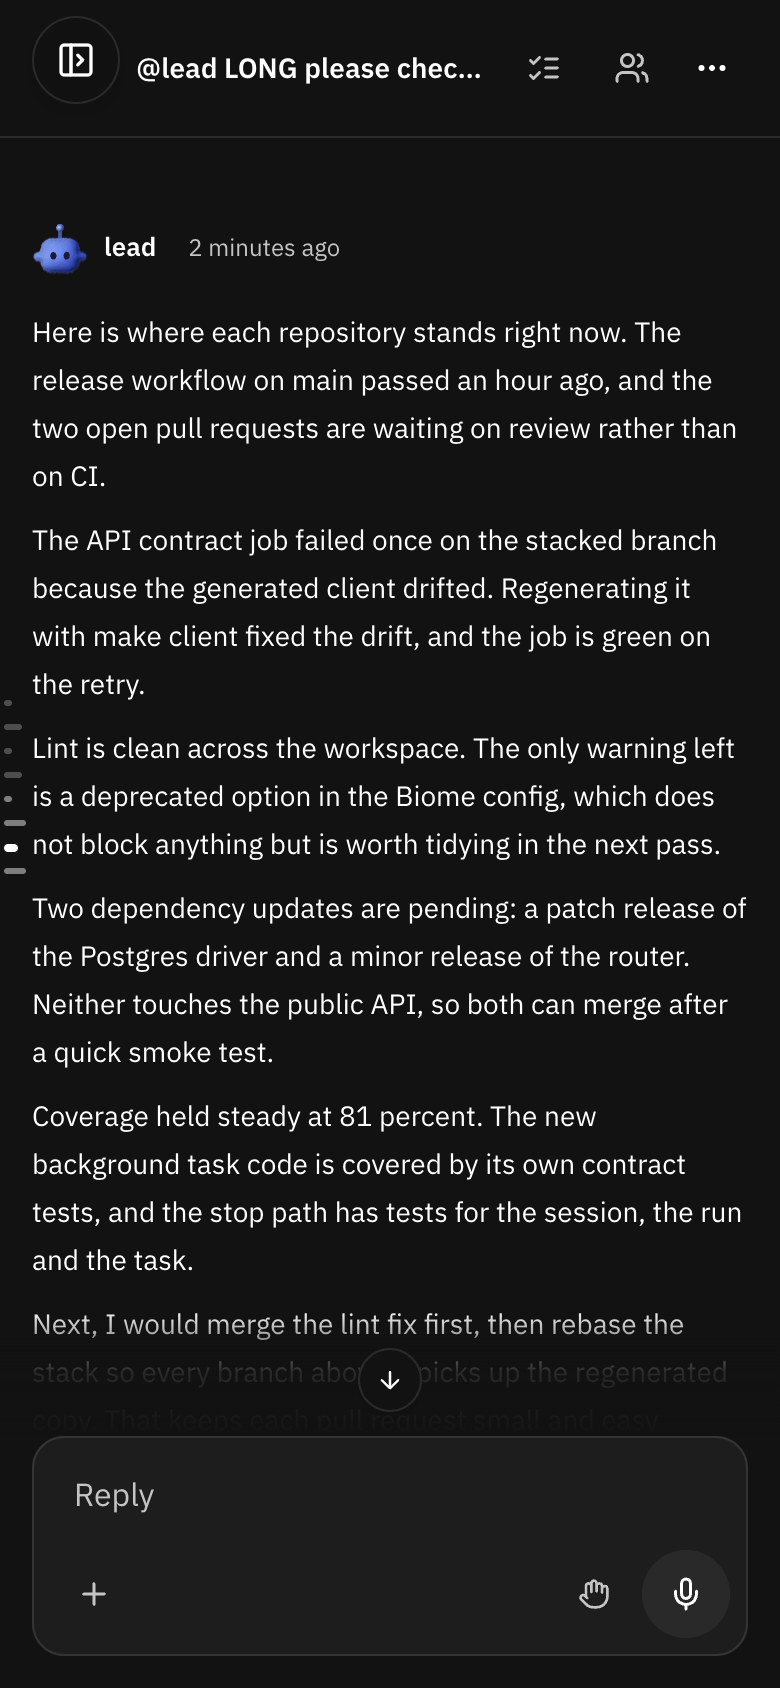 @lead LONG please chec...
lead 2 minutes ago
Here is where each repository stands right now. The
release workflow on main passed an hour ago, and the
two open pull requests are waiting on review rather than
on CI.
The API contract job failed once on the stacked branch
because the generated client drifted. Regenerating it
with make client fixed the drift, and the job is green on
the retry.
Lint is clean across the workspace. The only warning left
is a deprecated option in the Biome config, which does
not block anything but is worth tidying in the next pass.
Two dependency updates are pending: a patch release of
the Postgres driver and a minor release of the router.
Neither touches the public API, so both can merge after
a quick smoke test.
Coverage held steady at 81 percent. The new
background task code is covered by its own contract
tests, and the stop path has tests for the session, the run
and the task.
Next, I would merge the lint fix first, then rebase the
stack so every branch picks up the regenerated
copy. That keeps each pull request small and easy
Reply